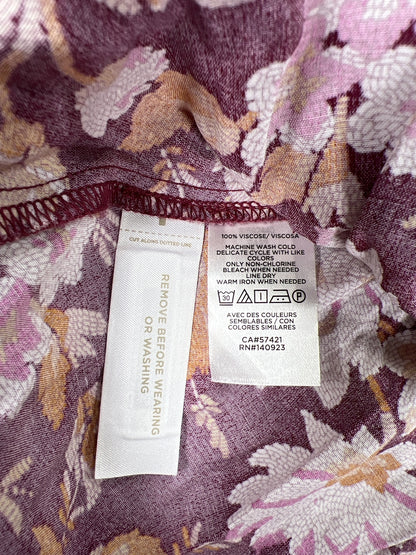 CUT ALONG DOTTED LINE
REMOVE BEFORE WEARING
OR WASHING
100% VISCOSE/ VISCOSA
MACHINE WASH COLD
DELICATE CYCLE WITH LIKE
COLORS
ONLY NON-CHLORINE
BLEACH WHEN NEEDED
LINE DRY
WARM IRON WHEN NEEDED
30
AVEC DES COULEURS
SEMBLABLES / CON
COLORES SIMILARES
CA#57421
RN#140923